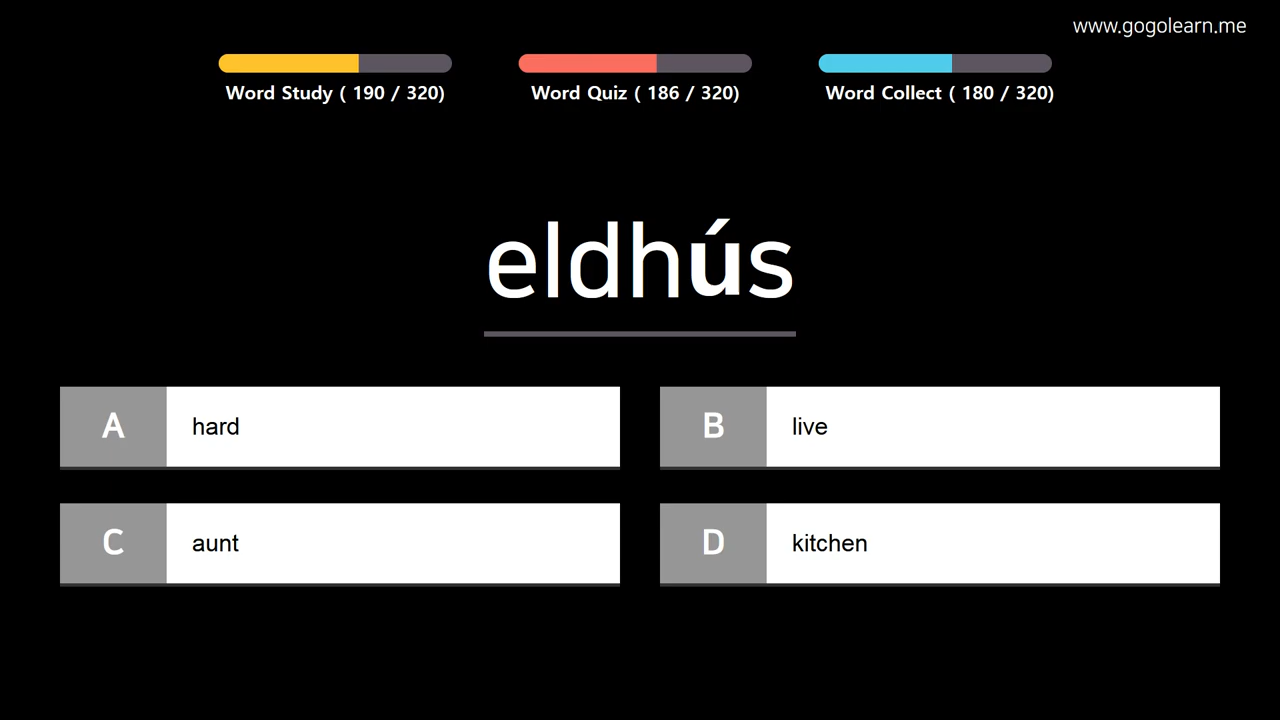 www.gogolearn.me
Word Study ( 190 / 320)
Word Quiz ( 186 / 320)
Word Collect ( 180 / 320)
eldhús
A hard
B live
C aunt
D kitchen